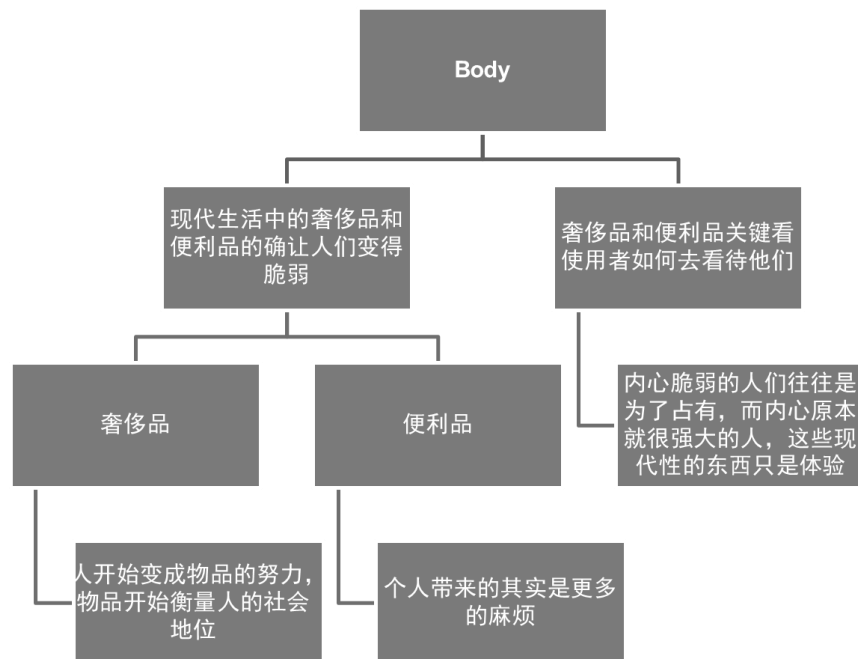 Body
现代生活中的奢侈品和
便利品的确让人们变得
脆弱
奢侈品和便利品关键看
使用者如何去看待他们
奢侈品
便利品
内心脆弱的人们往往是
为了占有，而内心原本
就很强大的人，这些现
代性的东西只是体验
人开始变成物品的努力，
物品开始衡量人的社会
地位
个人带来的其实是更多
的麻烦